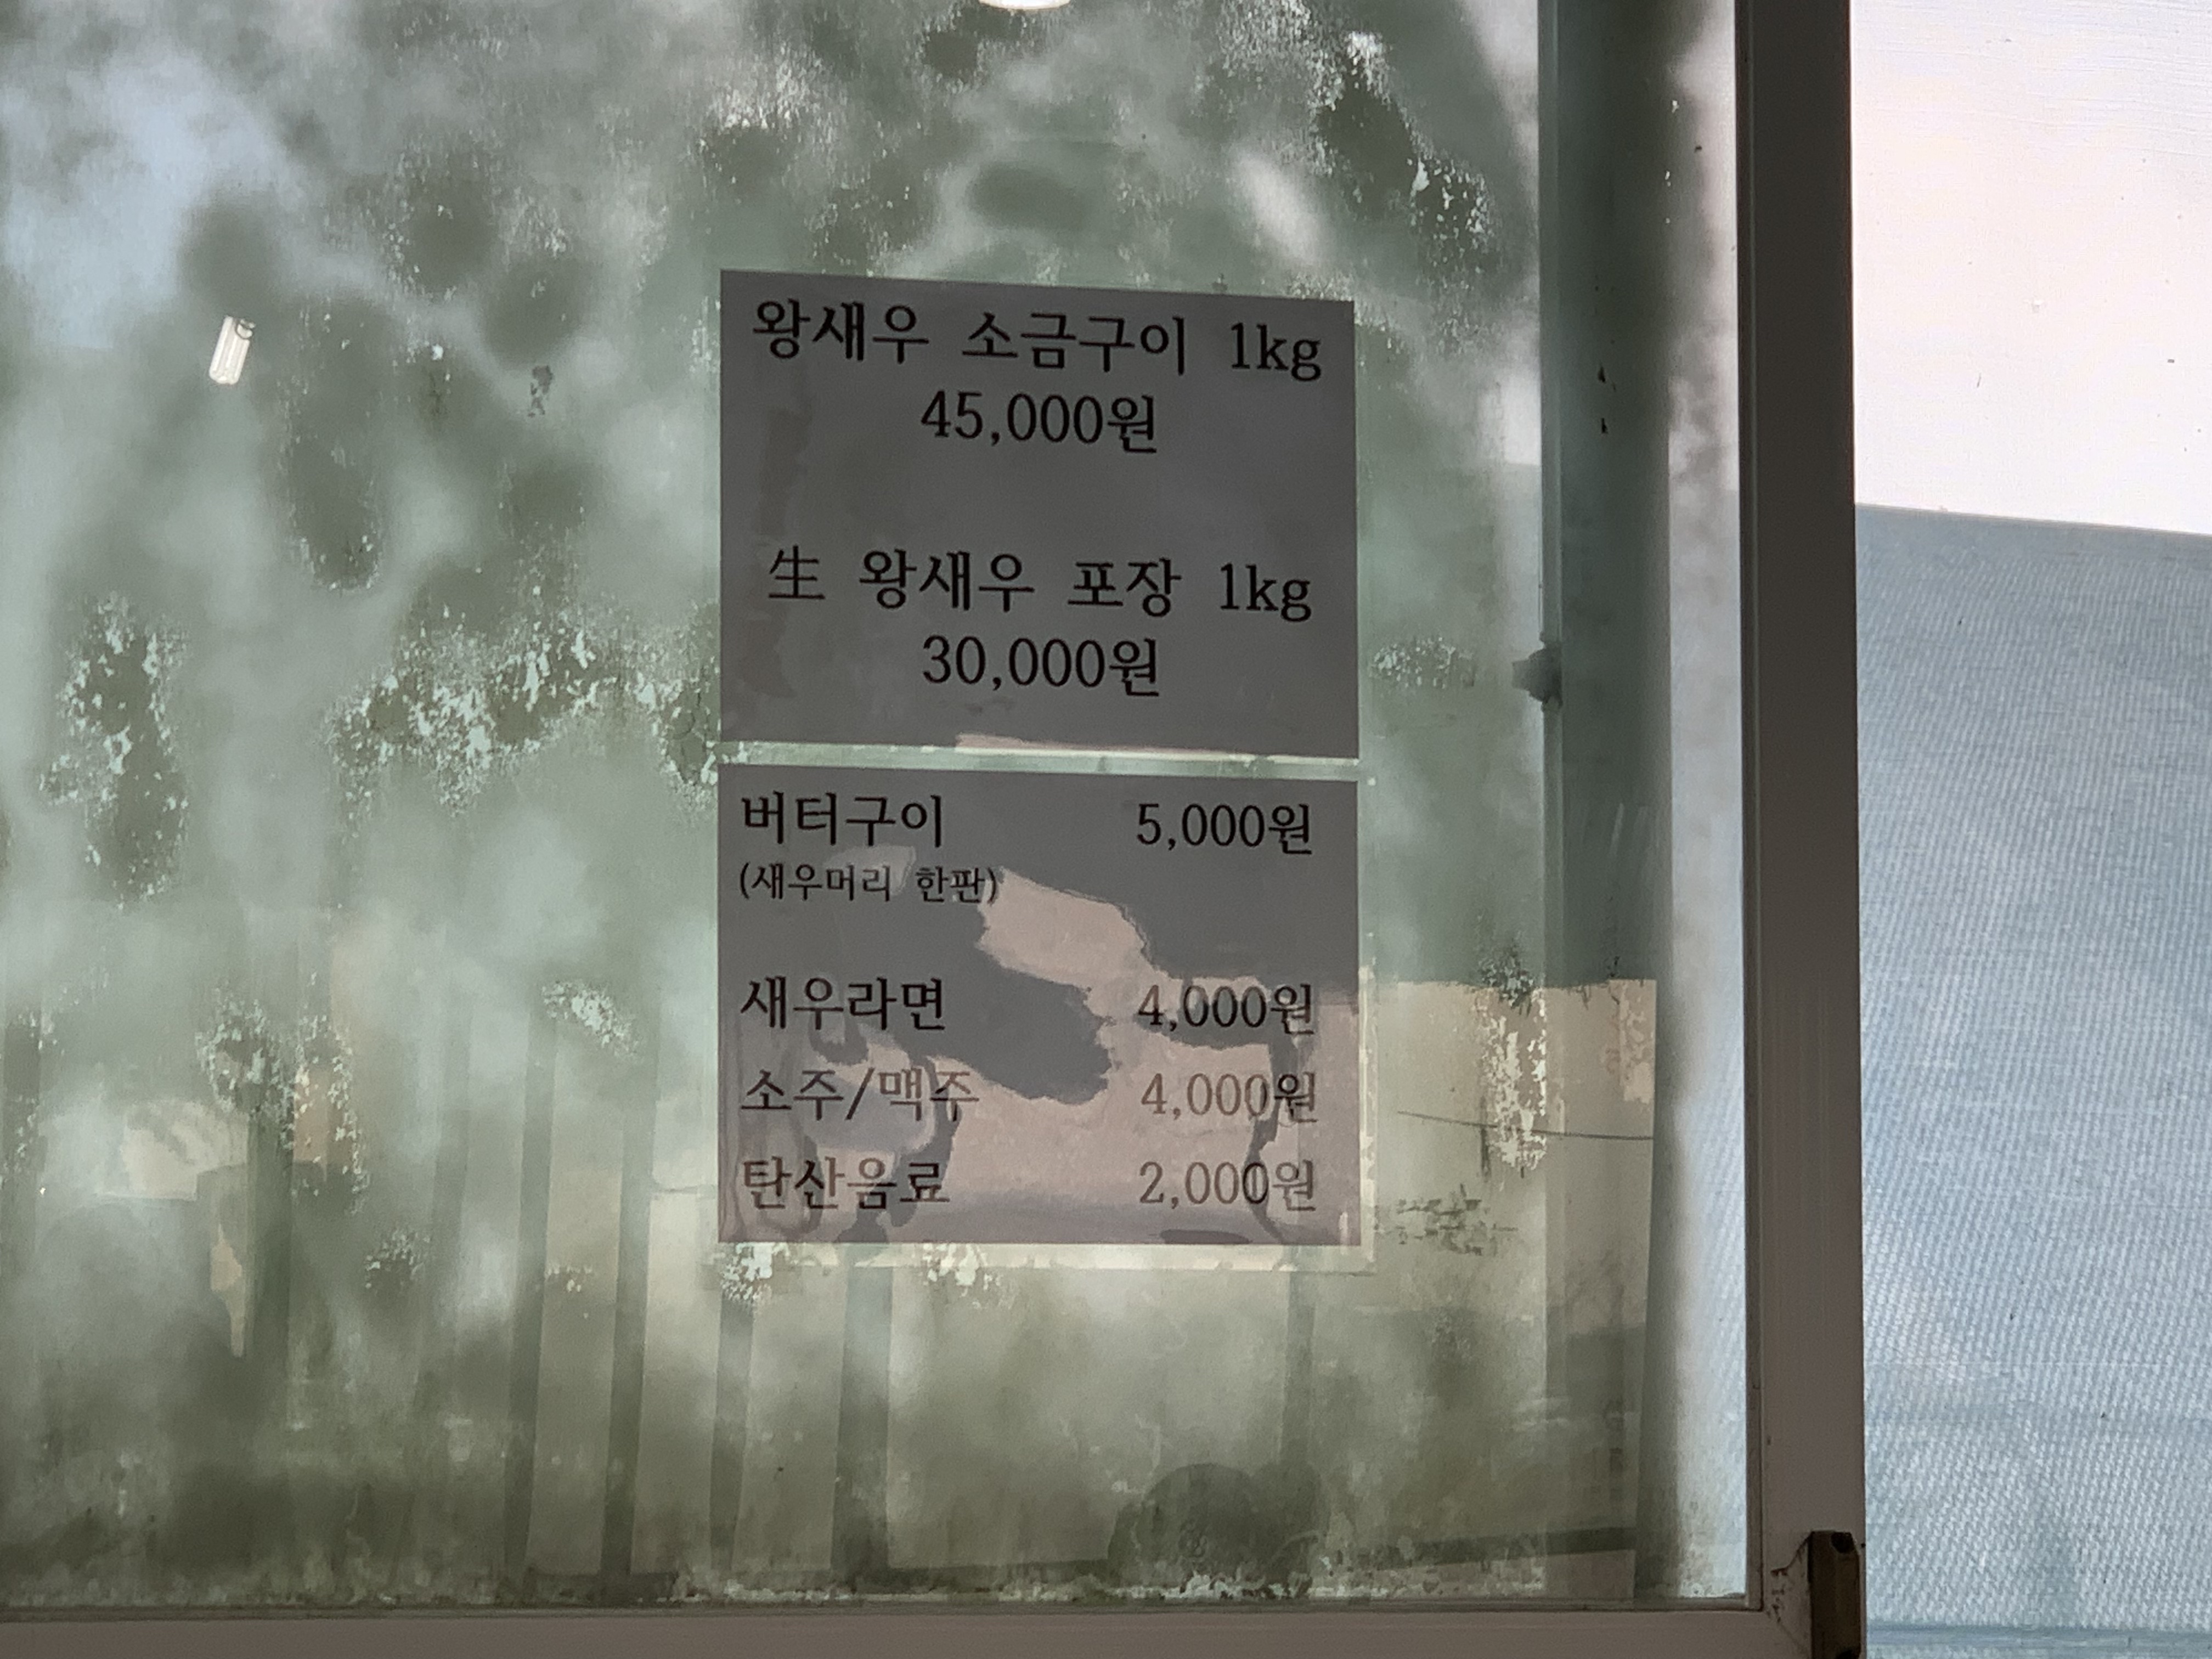 왕새우 소금구이 1kg
45,000원
生 왕새우 포장 1kg
30,000원
버터구이 5,000원
(새우머리 한판)
새우라면 4,000원
소주/맥주 4,000원
탄산음료 2,000원